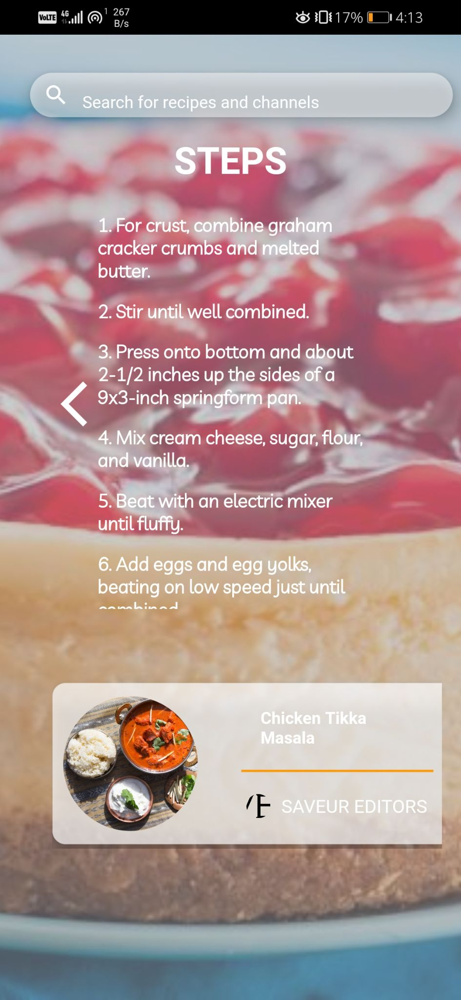 VoLTE 4G 1 267 B/s 17% 4:13
Search for recipes and channels
STEPS
1. For crust, combine graham
cracker crumbs and melted
butter.
2. Stir until well combined.
3. Press onto bottom and about
2-1/2 inches up the sides of a
9x3-inch springform pan.
4. Mix cream cheese, sugar, flour,
and vanilla.
5. Beat with an electric mixer
until fluffy.
6. Add eggs and egg yolks,
beating on low speed just until
combined.
Chicken Tikka
Masala
SAVEUR EDITORS